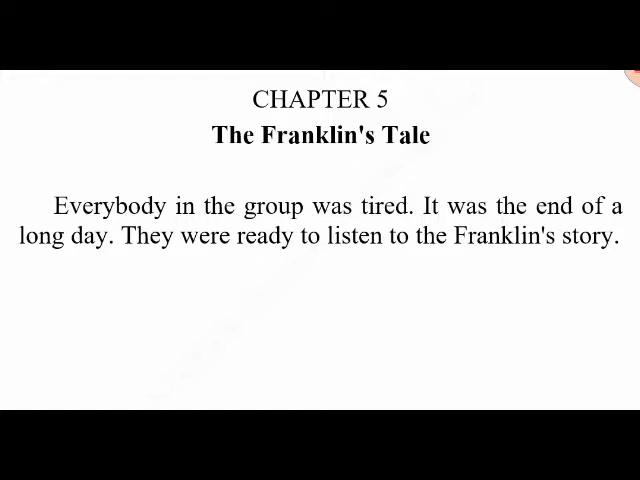 CHAPTER 5
The Franklin's Tale
Everybody in the group was tired. It was the end of a
long day. They were ready to listen to the Franklin's story.